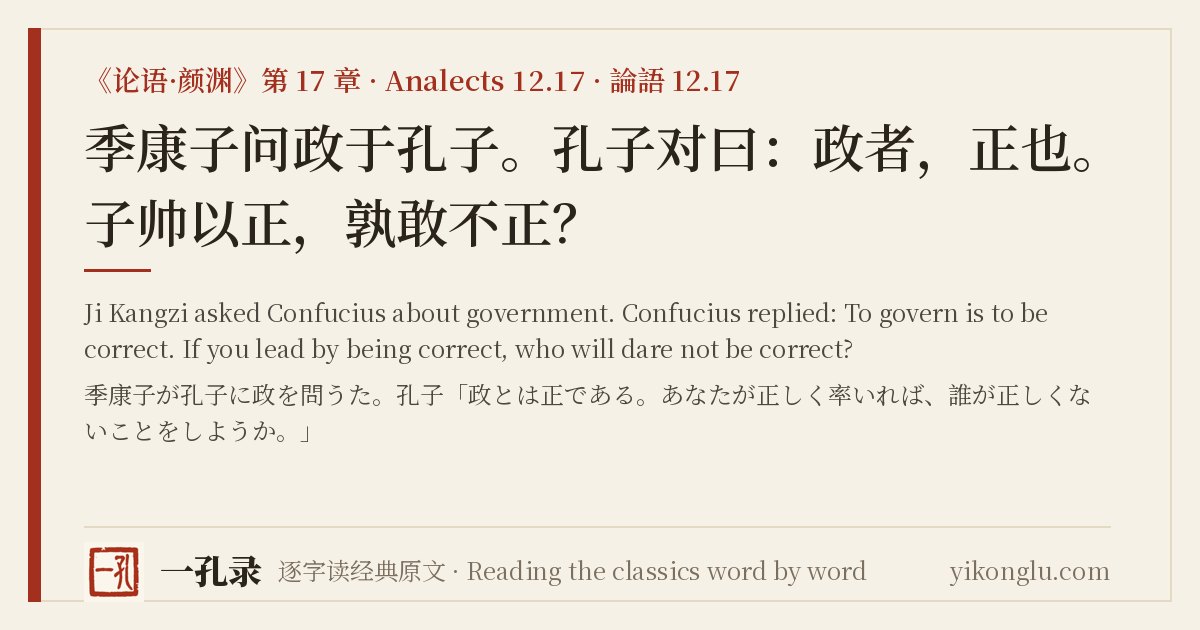 《论语·颜渊》第 17 章 · Analects 12.17 · 論語 12.17
季康子问政于孔子。孔子对曰：政者，正也。
子帅以正，孰敢不正？
Ji Kangzi asked Confucius about government. Confucius replied: To govern is to be
correct. If you lead by being correct, who will dare not be correct?
季康子が孔子に政を問うた。孔子「政とは正である。あなたが正しく率いれば、誰が正しくな
いことをしようか。」
一孔
一孔录 逐字读经典原文 · Reading the classics word by word yikonglu.com